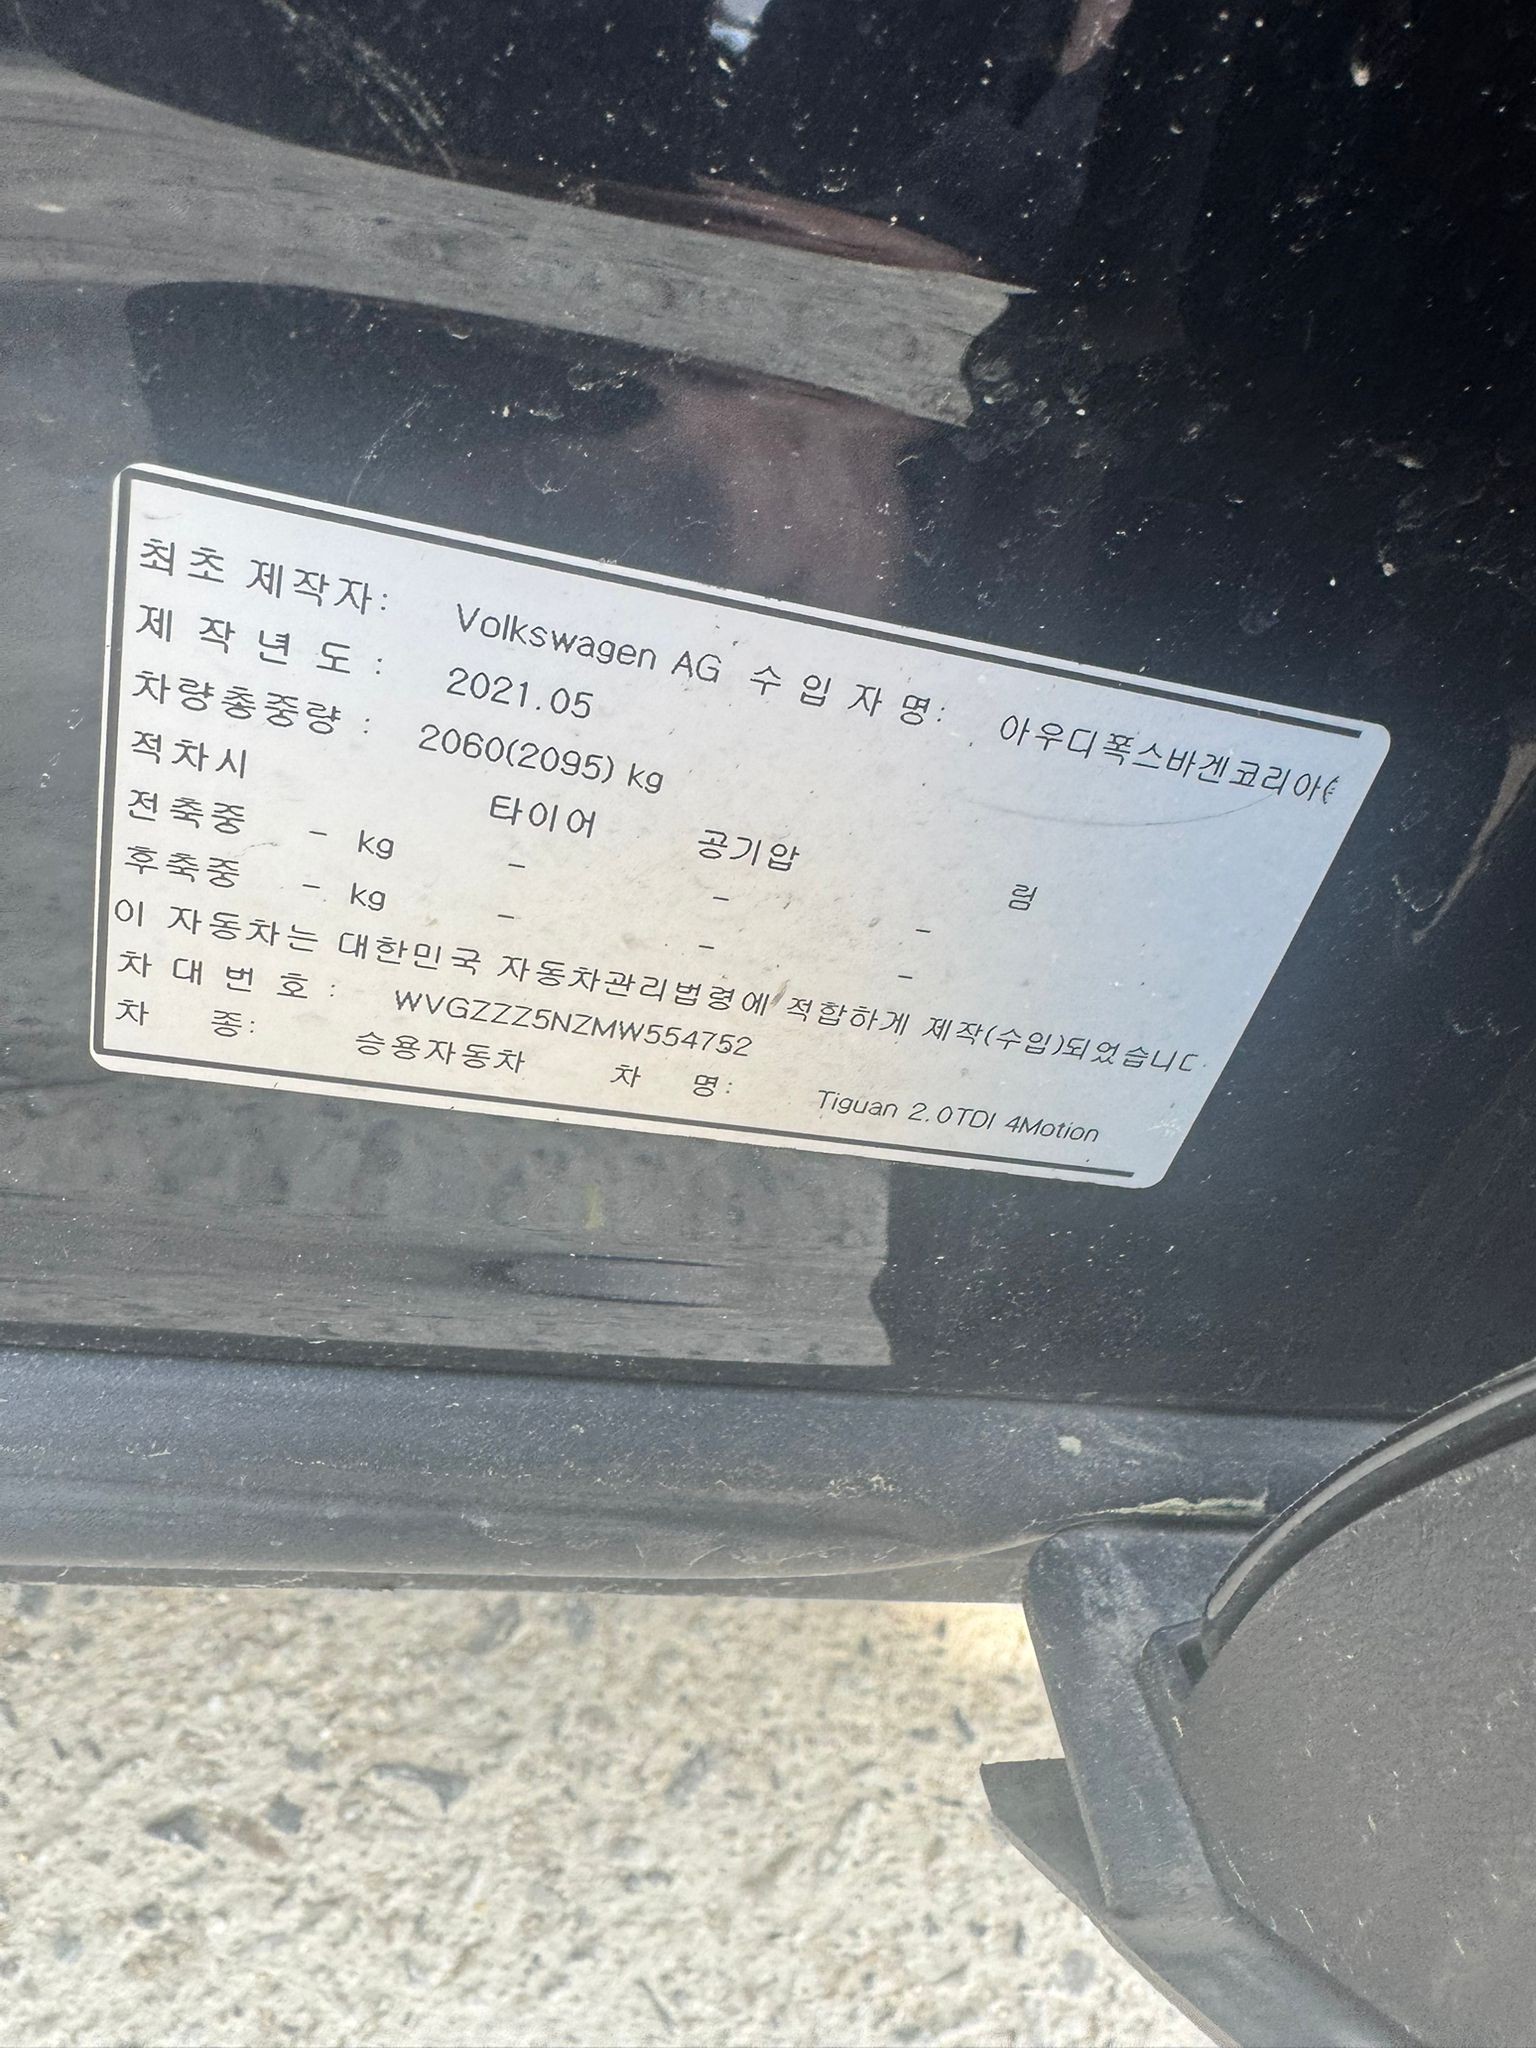 최초 제작자: Volkswagen AG 수입자명: 아우디폭스바겐코리아(
제작년도: 2021.05
차량총중량: 2060(2095) kg
적차시 타이어 공기압 림
전축중 - kg - - -
후축중 - kg - - -
이 자동차는 대한민국 자동차관리법령에 적합하게 제작(수입)되었습니
차대번호: WVGZZZ5NZMW554752
차 종: 승용자동차 차 명: Tiguan 2.0TDI 4Motion